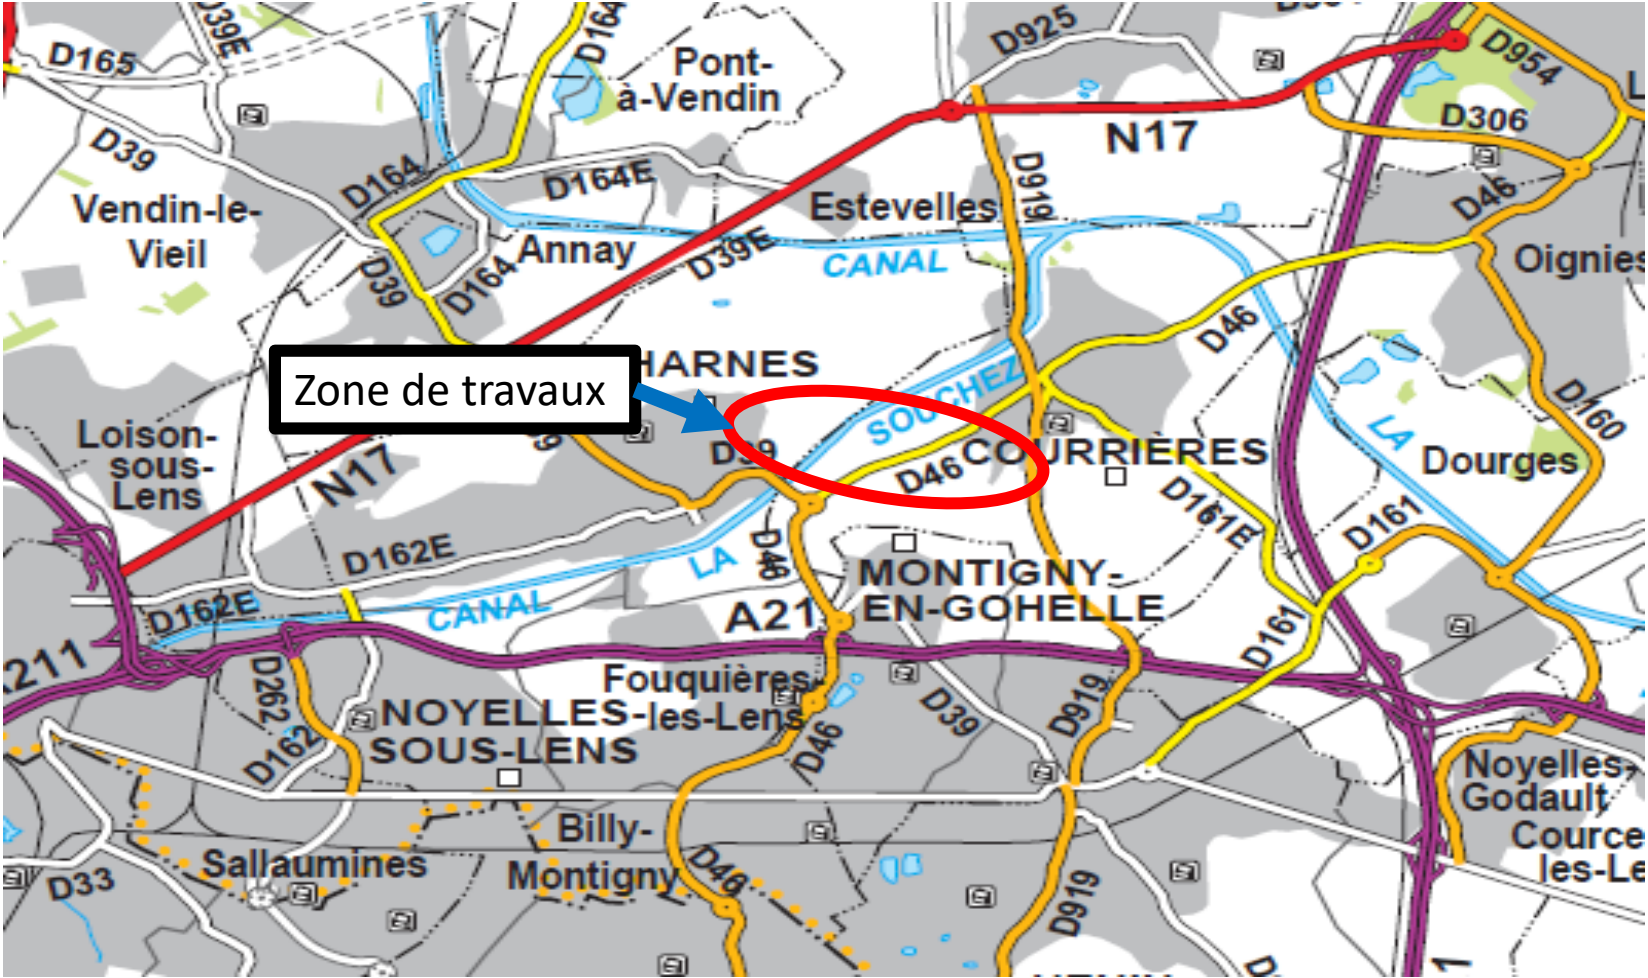 D39E
D164
D925
D165
Pont-
à-Vendin
D954
D306
N17
D39
D164
D164E
D919
D46
Vendin-le-
Vieil
Estevelles
Annay
D39E
CANAL
Oignies
D39
D164
D46
HARNES
Zone de travaux
SOUCHEZ
D160
LA
Loison-
sous-
Lens
D39
D46
COURRIÈRES
Dourges
N17
D161E
D161
D162E
D46
LA
MONTIGNY-
EN-GOHELLE
D162E
CANAL
A21
D161
A211
D262
Fouquières-
les-Lens
D39
D919
NOYELLES-
SOUS-LENS
D162
D46
Noyelles-
Godault
Billy-
Montigny
Cource
les-Le
Sallaumines
D33
D46
D919